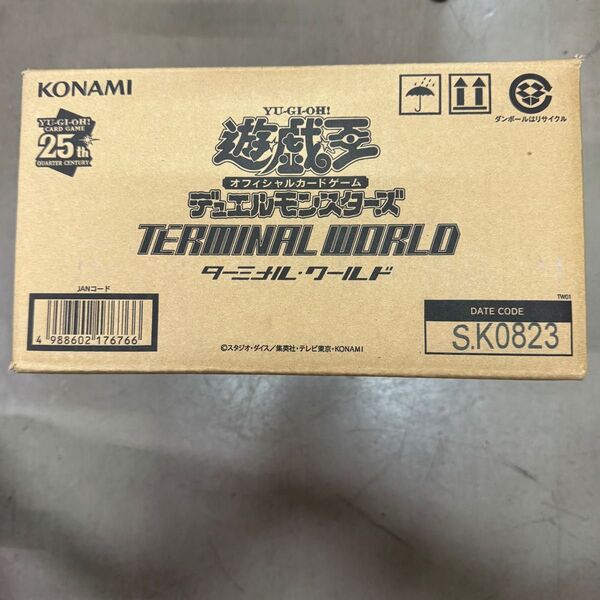 KONAMI
YU-GI-OH!
CARD GAME
25th
QUARTER CENTURY
ダンボールはリサイクル
YU-GI-OH!
遊戯王
オフィシャルカードゲーム
デュエルモンスターズ
TERMINAL WORLD
ターミナル・ワールド
JANコード
4 988602 176766
TW01
DATE CODE
S.K0823
©スタジオ・ダイス/集英社・テレビ東京・KONAMI